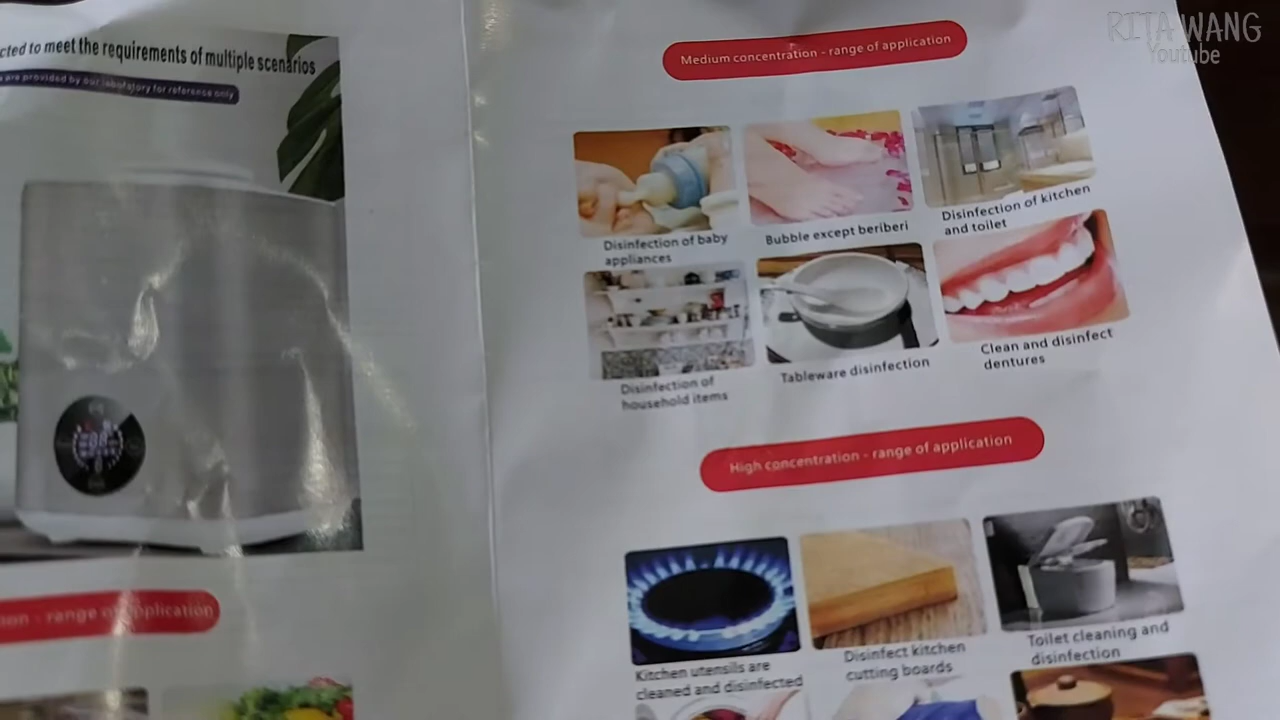 cted to meet the requirements of multiple scenarios
are provided by our laboratory for reference only
- range of application
Medium concentration - range of application
Disinfection of baby
appliances
Bubble except beriberi
Disinfection of kitchen
and toilet
Disinfection of
household items
Tableware disinfection
Clean and disinfect
dentures
High concentration - range of application
Kitchen utensils are
cleaned and disinfected
Disinfect kitchen
cutting boards
Toilet cleaning and
disinfection
RITA WANG
Youtube